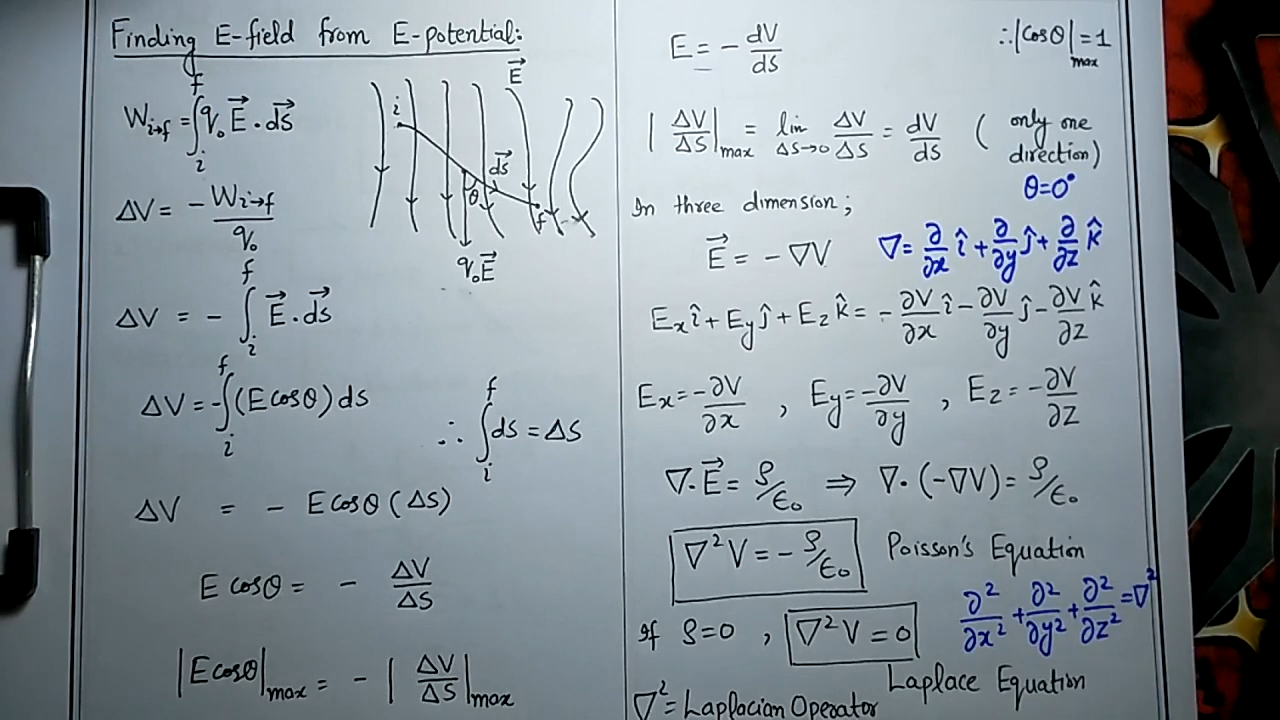 Finding E-field from E-potential:
W_{i→f} = ∫_i^f q₀ E⃗ · ds⃗
ΔV = - W_{i→f} / q₀
ΔV = - ∫_i^f E⃗ · ds⃗
ΔV = - ∫_i^f (E cosθ) ds
∴ ∫_i^f ds = ΔS
ΔV = - E cosθ (ΔS)
E cosθ = - ΔV/ΔS
|E cosθ|_max = - |ΔV/ΔS|_max
E⃗
i
ds⃗
θ
f
q₀E⃗
E = - dV/ds
∴ |Cosθ|_max = 1
|ΔV/ΔS|_max = lim_{ΔS→0} ΔV/ΔS = dV/ds (only one direction)
θ=0°
In three dimension;
E⃗ = - ∇V
∇ = ∂/∂x î + ∂/∂y ĵ + ∂/∂z k̂
E_x î + E_y ĵ + E_z k̂ = - ∂V/∂x î - ∂V/∂y ĵ - ∂V/∂z k̂
E_x = -∂V/∂x , E_y = -∂V/∂y , E_z = -∂V/∂z
∇ · E⃗ = ρ/ε₀ ⇒ ∇ · (-∇V) = ρ/ε₀
∇²V = - ρ/ε₀ Poisson's Equation
∂²/∂x² + ∂²/∂y² + ∂²/∂z² = ∇²
If ρ=0 , ∇²V = 0
Laplace Equation
∇² = Laplacian Operator